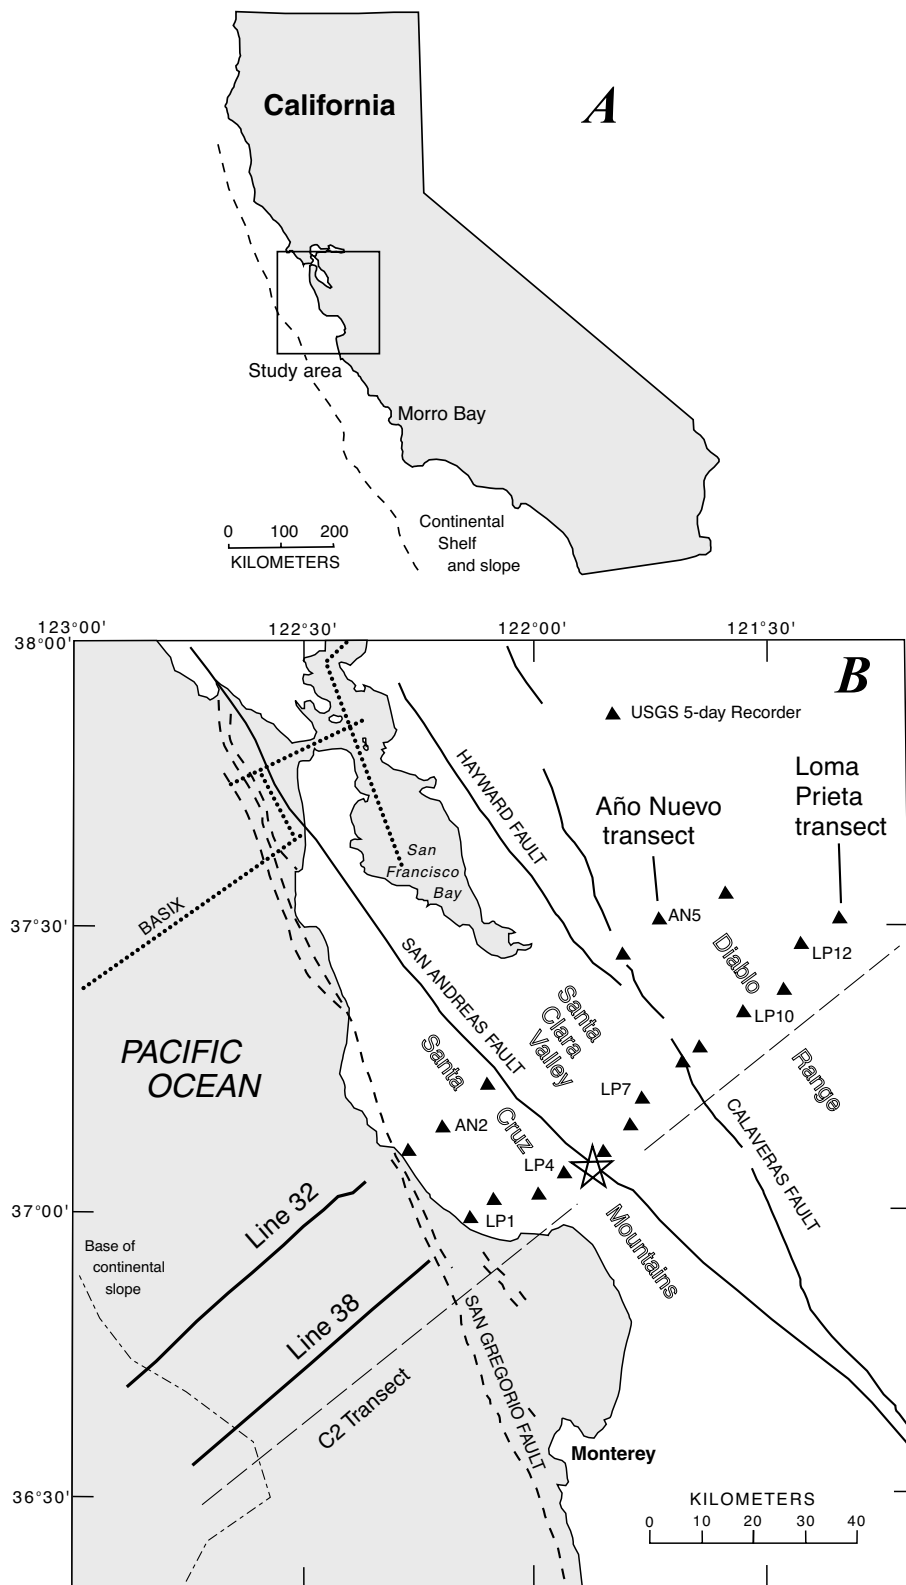 California
A
Study area
Morro Bay
0 100 200
KILOMETERS
Continental
Shelf
and slope
123°00' 122°30' 122°00' 121°30'
38°00'
B
USGS 5-day Recorder
Loma
Prieta
transect
Año Nuevo
transect
HAYWARD FAULT
San
Francisco
Bay
BASIX
37°30'
AN5
Diablo
LP12
SAN ANDREAS FAULT
Santa
Clara
Valley
LP10
PACIFIC
OCEAN
Santa
Range
LP7
AN2
Cruz
CALAVERAS FAULT
LP4
37°00'
Line 32
LP1
Mountains
Base of
continental
slope
Line 38
SAN GREGORIO FAULT
C2 Transect
Monterey
36°30'
KILOMETERS
0 10 20 30 40